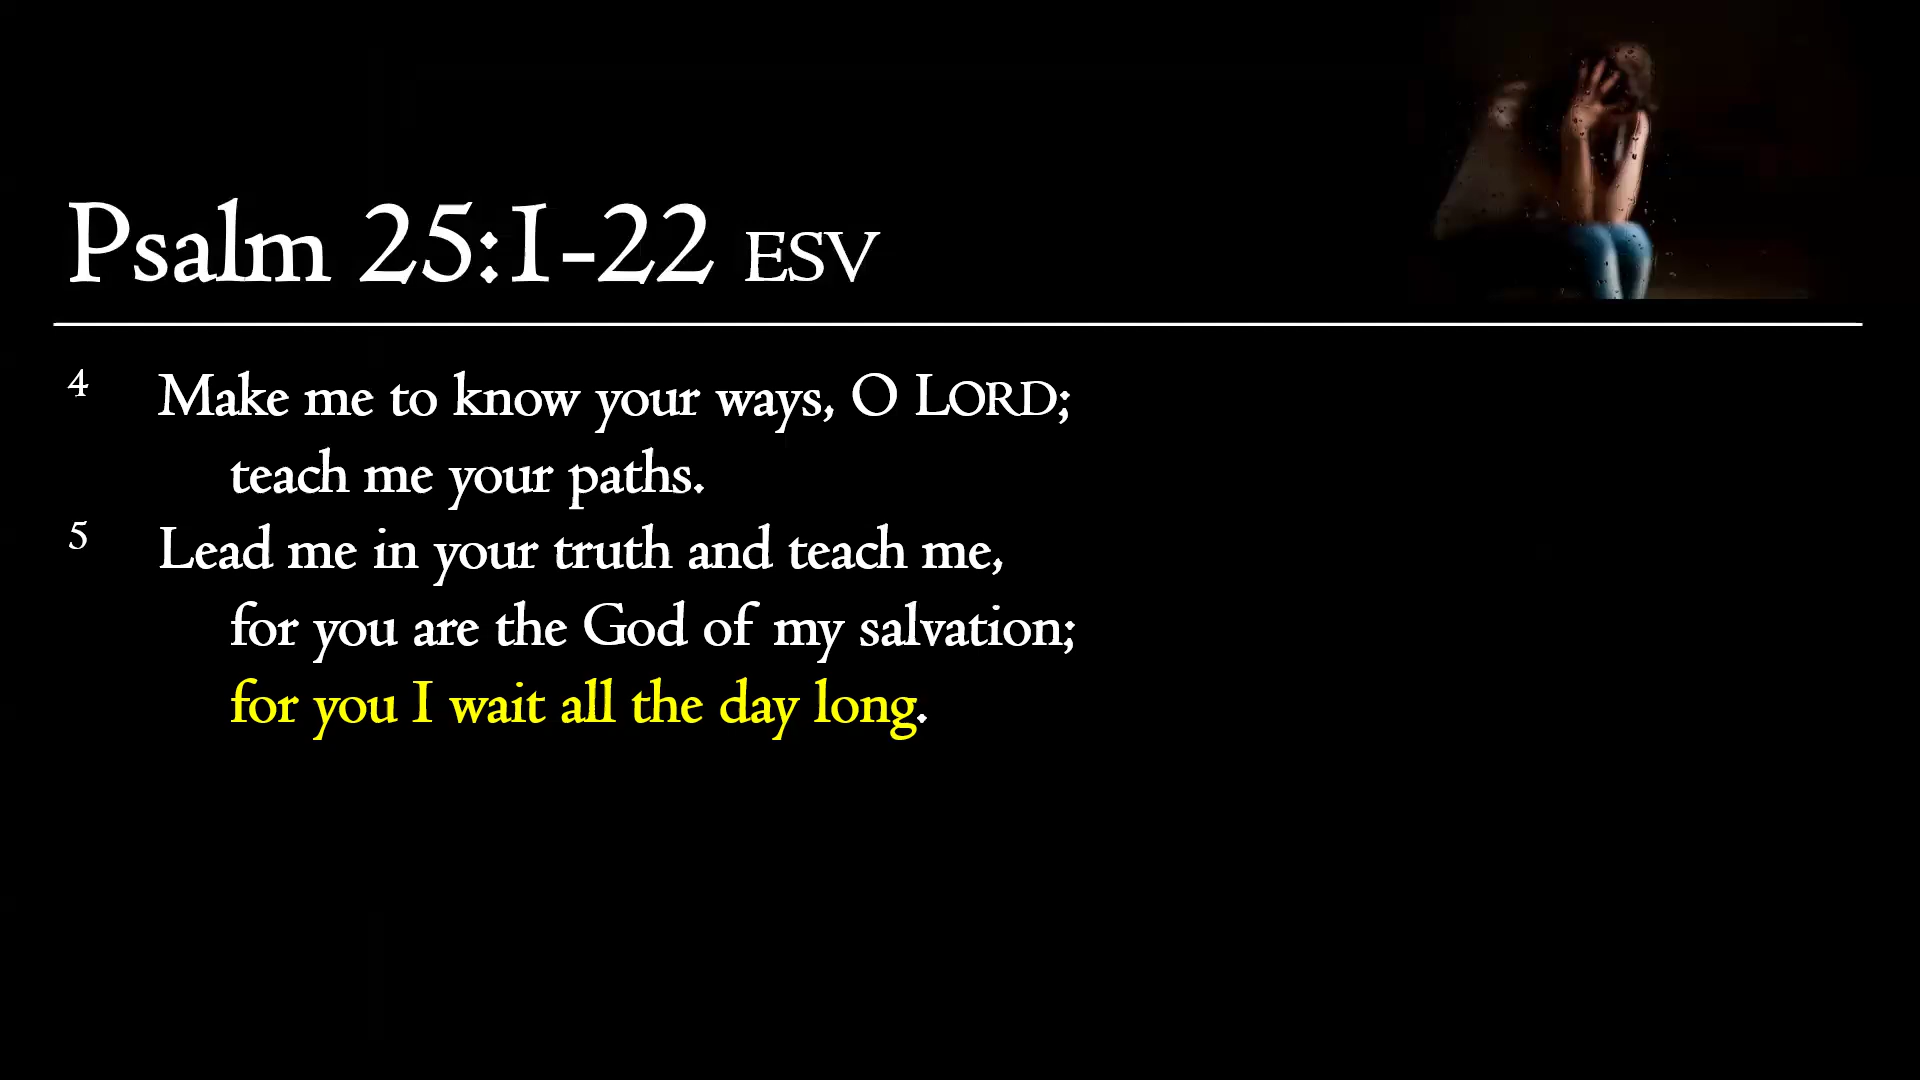 Psalm 25:1-22 ESV
4 Make me to know your ways, O LORD;
teach me your paths.
5 Lead me in your truth and teach me,
for you are the God of my salvation;
for you I wait all the day long.